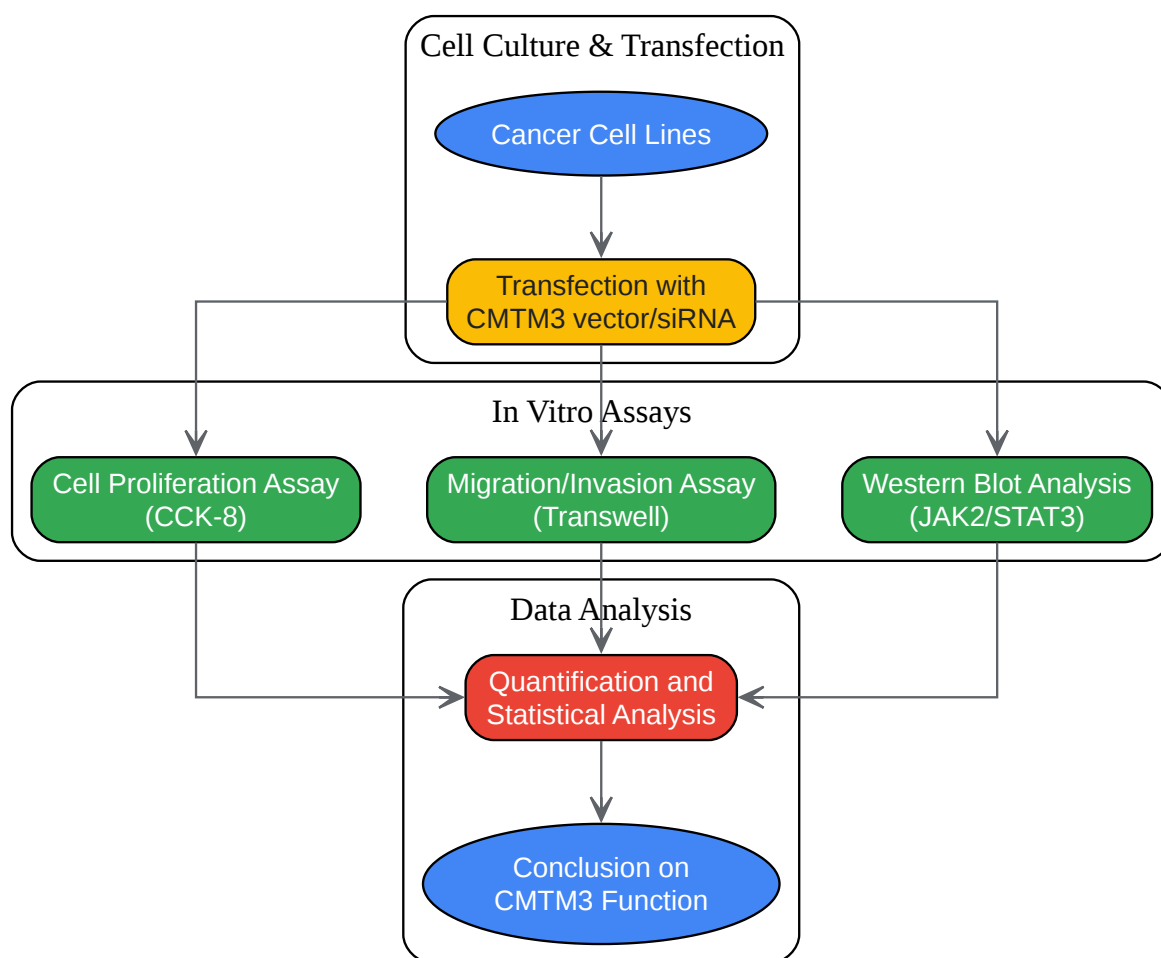 Cell Culture & Transfection
Cancer Cell Lines
Transfection with
CMTM3 vector/siRNA
In Vitro Assays
Cell Proliferation Assay
(CCK-8)
Migration/Invasion Assay
(Transwell)
Western Blot Analysis
(JAK2/STAT3)
Data Analysis
Quantification and
Statistical Analysis
Conclusion on
CMTM3 Function